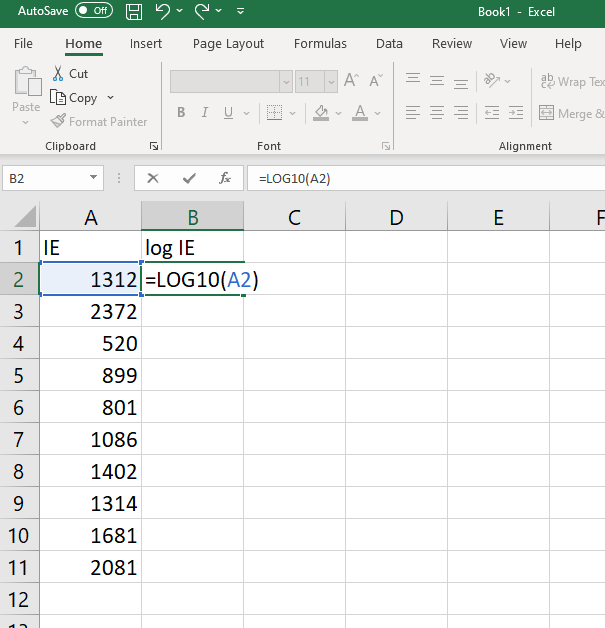 AutoSave Off Book1 - Excel
File Home Insert Page Layout Formulas Data Review View Help
Paste
Cut
Copy
Format Painter
11 A A
B I U A
ab Wrap Tex
Merge &
Clipboard Font Alignment
B2 fx =LOG10(A2)
A B C D E F
1 IE log IE
2 1312 =LOG10(A2)
3 2372
4 520
5 899
6 801
7 1086
8 1402
9 1314
10 1681
11 2081
12